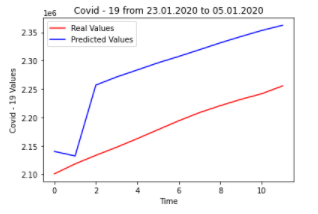 Covid - 19 from 23.01.2020 to 05.01.2020
1e6
Real Values
Predicted Values
2.35
2.30
2.25
2.20
2.15
2.10
Covid - 19 Values
0 2 4 6 8 10
Time